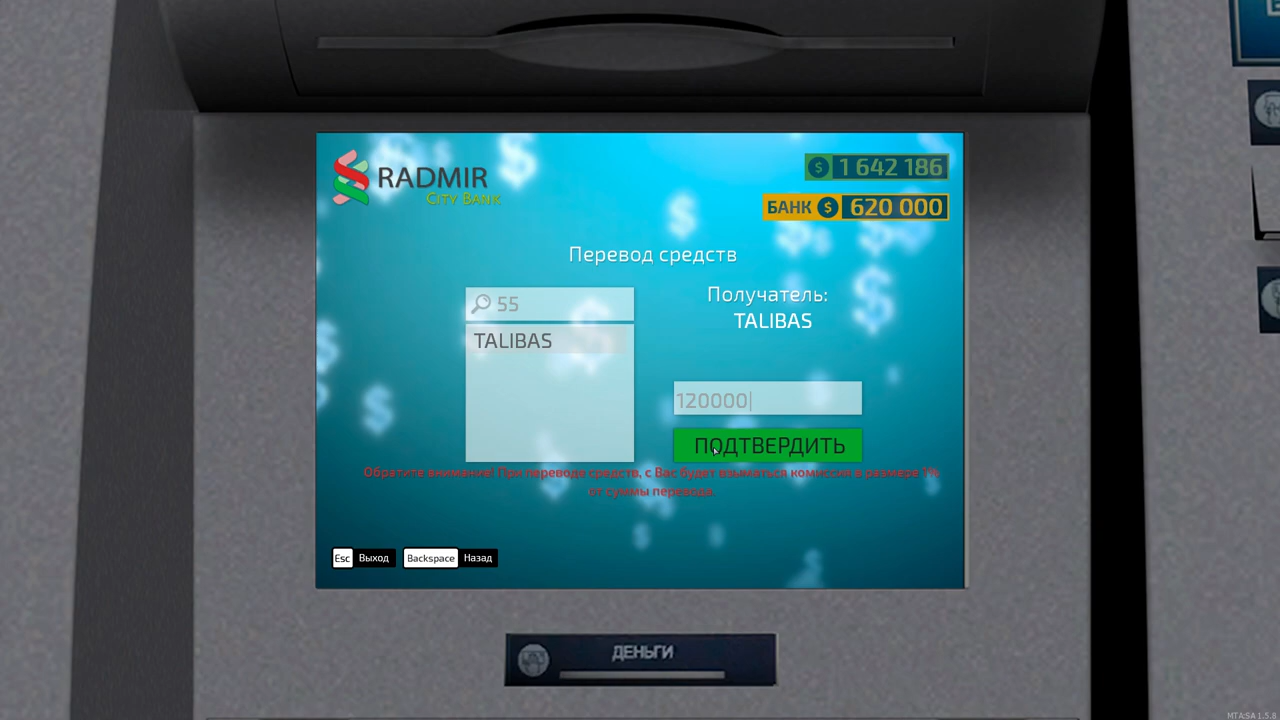 RADMIR
City Bank
$ 1 642 186
БАНК $ 620 000
Перевод средств
55
TALIBAS
Получатель:
TALIBAS
120000
ПОДТВЕРДИТЬ
Обратите внимание! При переводе средств, с Вас будет взыматься комиссия в размере 1%
от суммы перевода.
Esc Выход Backspace Назад
ДЕНЬГИ
MTA:SA 1.5.8